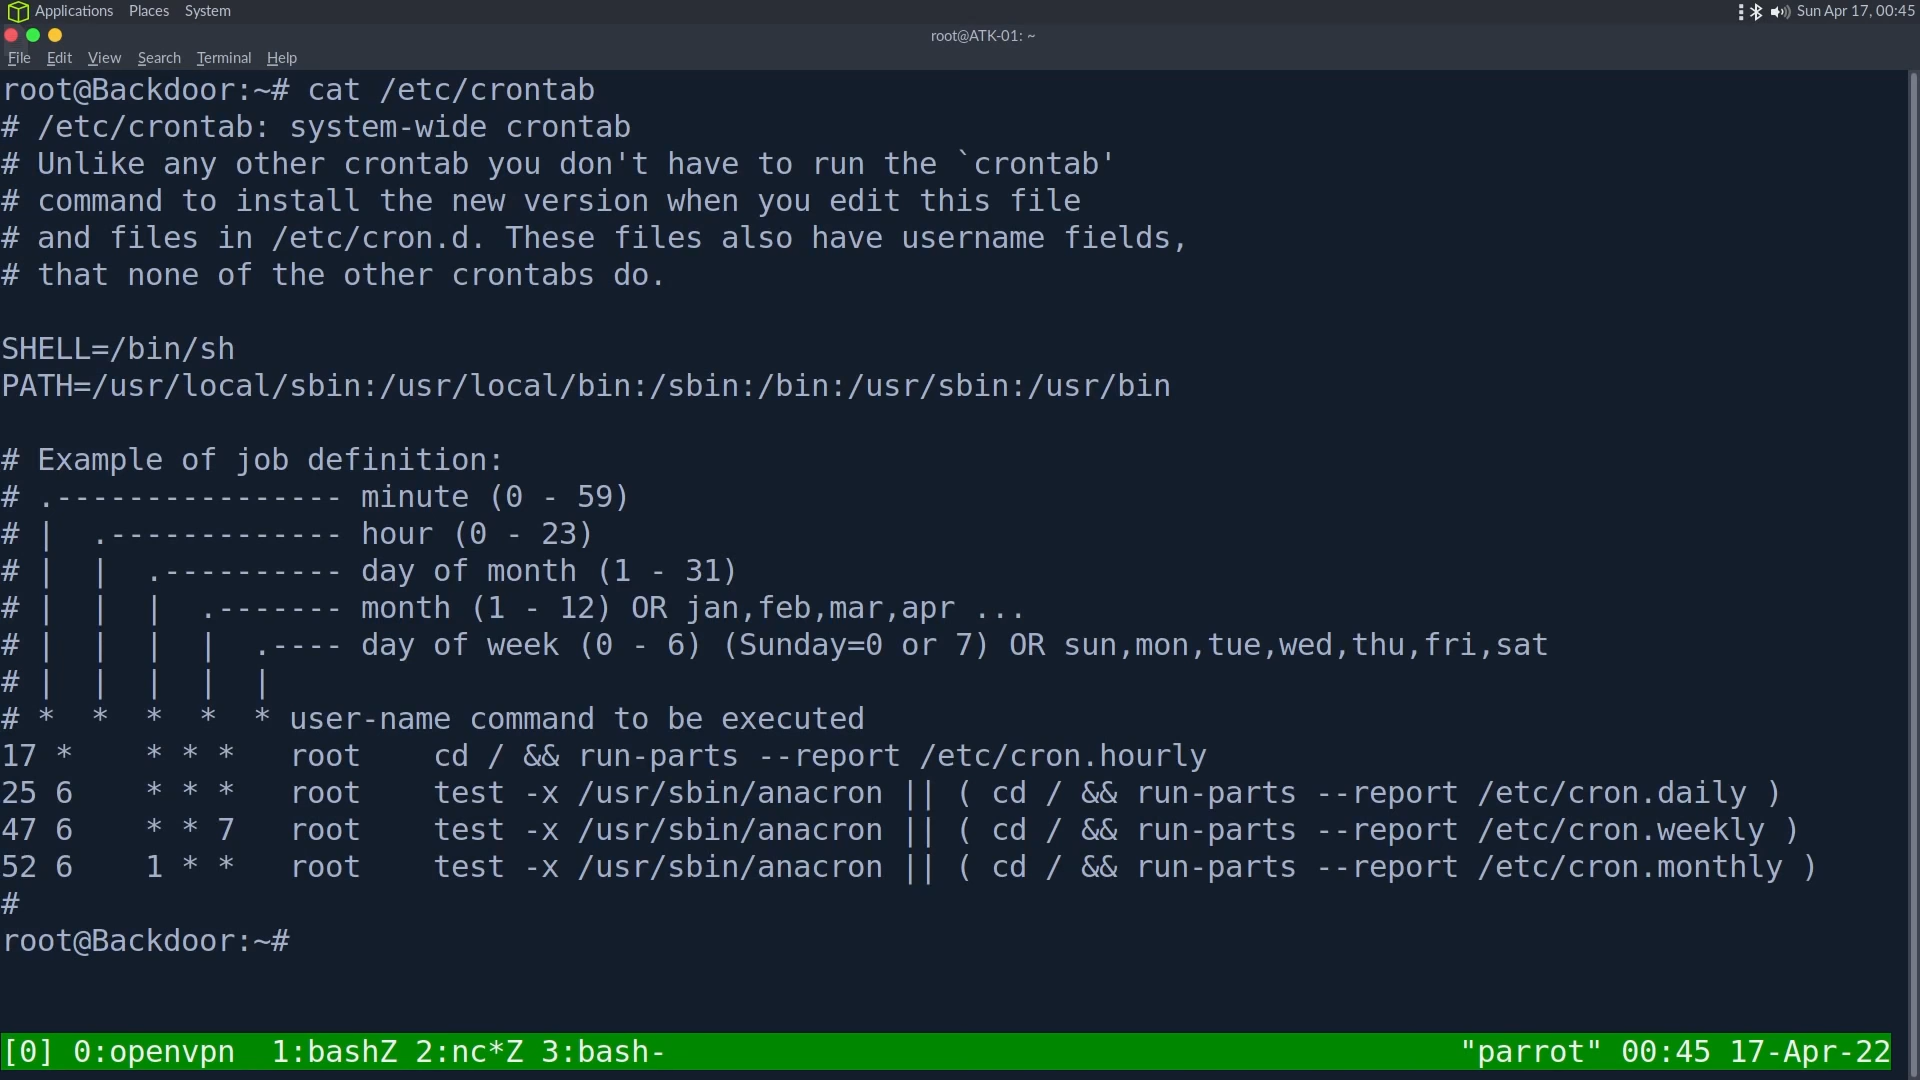 Applications Places System Sun Apr 17, 00:45
root@ATK-01: ~
File Edit View Search Terminal Help
root@Backdoor:~# cat /etc/crontab
# /etc/crontab: system-wide crontab
# Unlike any other crontab you don't have to run the `crontab'
# command to install the new version when you edit this file
# and files in /etc/cron.d. These files also have username fields,
# that none of the other crontabs do.

SHELL=/bin/sh
PATH=/usr/local/sbin:/usr/local/bin:/sbin:/bin:/usr/sbin:/usr/bin

# Example of job definition:
# .---------------- minute (0 - 59)
# |  .------------- hour (0 - 23)
# |  |  .---------- day of month (1 - 31)
# |  |  |  .------- month (1 - 12) OR jan,feb,mar,apr ...
# |  |  |  |  .---- day of week (0 - 6) (Sunday=0 or 7) OR sun,mon,tue,wed,thu,fri,sat
# |  |  |  |  |
# *  *  *  *  * user-name command to be executed
17 *    * * *   root    cd / && run-parts --report /etc/cron.hourly
25 6    * * *   root    test -x /usr/sbin/anacron || ( cd / && run-parts --report /etc/cron.daily )
47 6    * * 7   root    test -x /usr/sbin/anacron || ( cd / && run-parts --report /etc/cron.weekly )
52 6    1 * *   root    test -x /usr/sbin/anacron || ( cd / && run-parts --report /etc/cron.monthly )
#
root@Backdoor:~#
[0] 0:openvpn  1:bashZ 2:nc*Z 3:bash- "parrot" 00:45 17-Apr-22